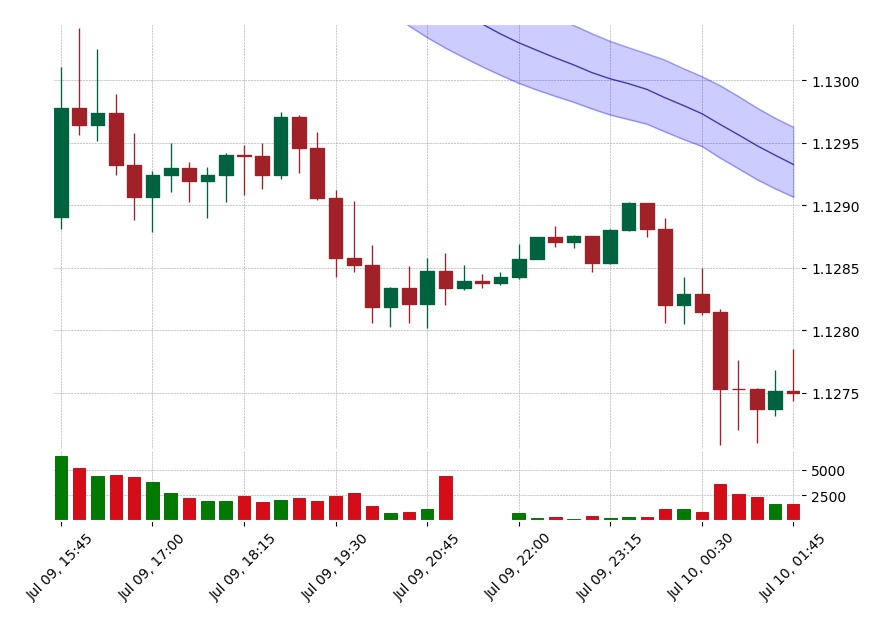 1.1300
1.1295
1.1290
1.1285
1.1280
1.1275
5000
2500
Jul 09, 15:45
Jul 09, 17:00
Jul 09, 18:15
Jul 09, 19:30
Jul 09, 20:45
Jul 09, 22:00
Jul 09, 23:15
Jul 10, 00:30
Jul 10, 01:45